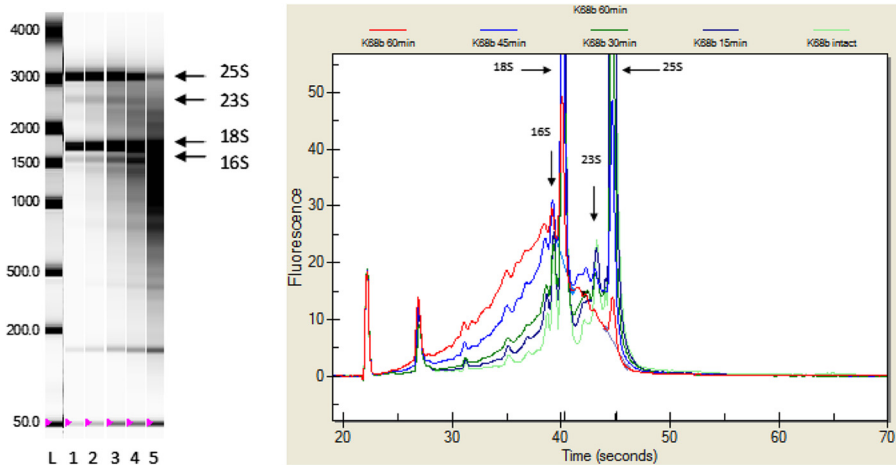 4000
3000
2000
1500
1000
500.0
200.0
50.0
L 1 2 3 4 5
25S
23S
18S
16S
K68b 60min
K68b 60min K68b 45min K68b 30min K68b 15min K68b intact
Fluorescence
50
40
30
20
10
0
18S
25S
16S
23S
20 30 40 50 60 70
Time (seconds)